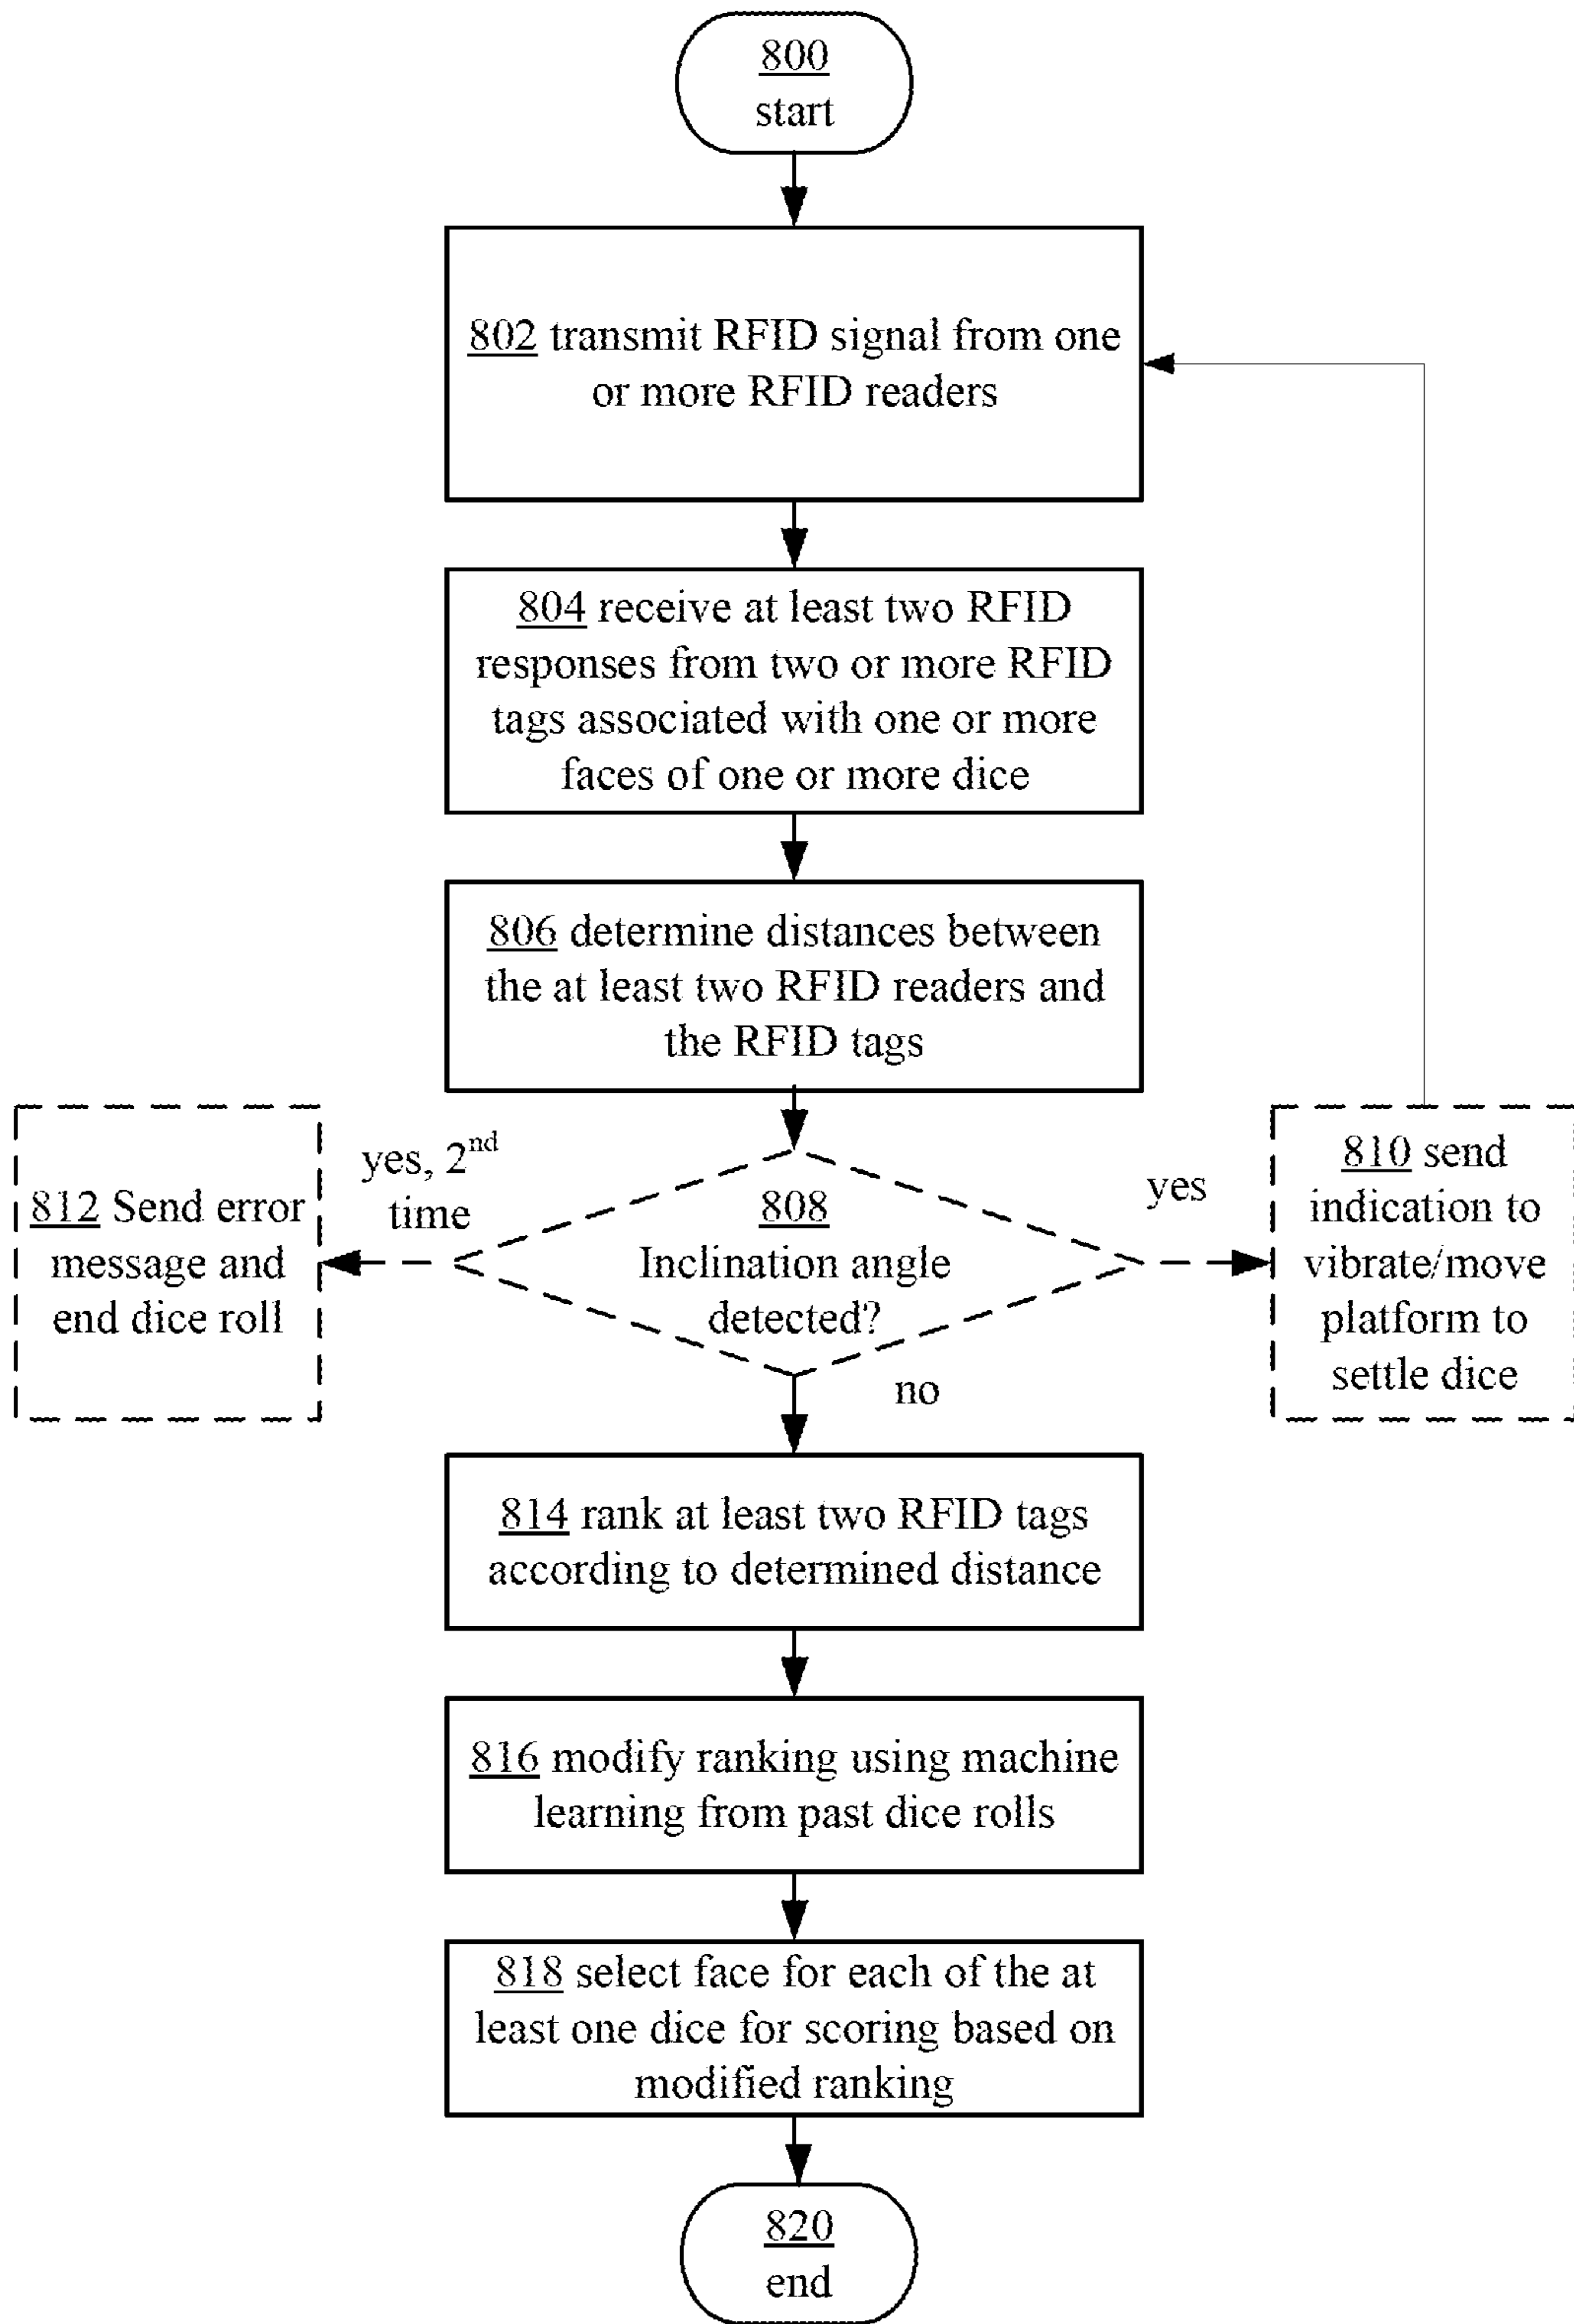 800
start
802 transmit RFID signal from one
or more RFID readers
804 receive at least two RFID
responses from two or more RFID
tags associated with one or more
faces of one or more dice
806 determine distances between
the at least two RFID readers and
the RFID tags
812 Send error
message and
end dice roll
yes, 2nd
time
808
Inclination angle
detected?
yes
810 send
indication to
vibrate/move
platform to
settle dice
no
814 rank at least two RFID tags
according to determined distance
816 modify ranking using machine
learning from past dice rolls
818 select face for each of the at
least one dice for scoring based on
modified ranking
820
end